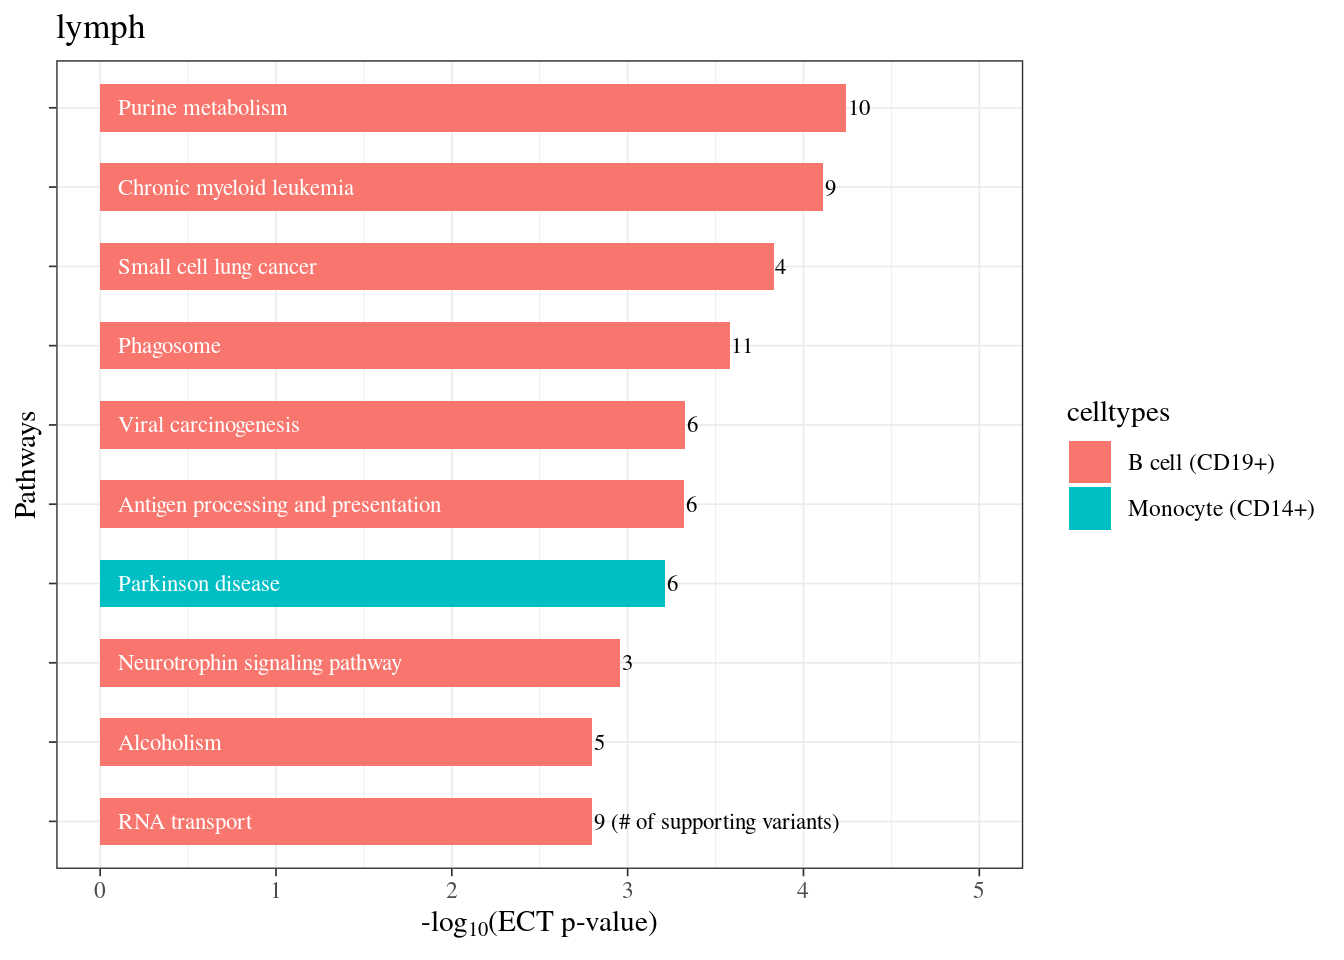 lymph
Pathways
Purine metabolism 10
Chronic myeloid leukemia 9
Small cell lung cancer 4
Phagosome 11
Viral carcinogenesis 6
Antigen processing and presentation 6
Parkinson disease 6
Neurotrophin signaling pathway 3
Alcoholism 5
RNA transport 9 (# of supporting variants)
0 1 2 3 4 5
-log10(ECT p-value)
celltypes
B cell (CD19+)
Monocyte (CD14+)